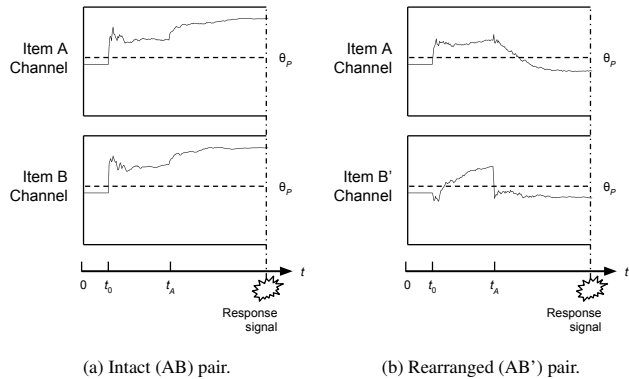 Item A
Channel
θP
Item B
Channel
θP
0 t0 tA t
Response
signal
(a) Intact (AB) pair.
Item A
Channel
θP
Item B’
Channel
θP
0 t0 tA t
Response
signal
(b) Rearranged (AB’) pair.